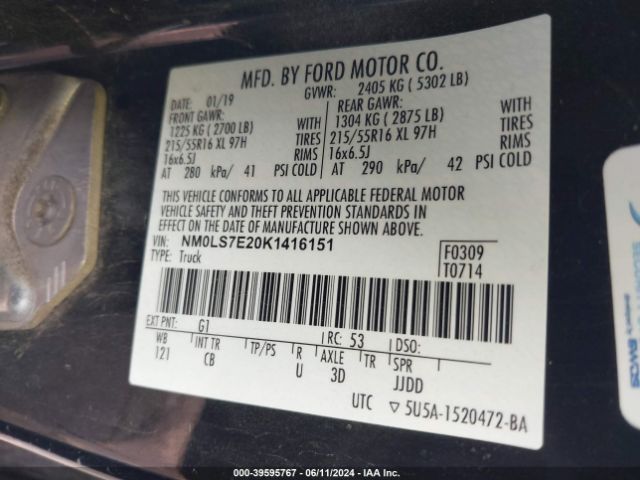 MFD. BY FORD MOTOR CO.
DATE: 01/19 GVWR: 2405 KG ( 5302 LB)
FRONT GAWR: REAR GAWR:
1225 KG ( 2700 LB) WITH 1304 KG ( 2875 LB) WITH
215/55R16 XL 97H TIRES 215/55R16 XL 97H TIRES
16x6.5J RIMS 16x6.5J RIMS
AT 280 kPa/ 41 PSI COLD AT 290 kPa/ 42 PSI COLD
THIS VEHICLE CONFORMS TO ALL APPLICABLE FEDERAL MOTOR
VEHICLE SAFETY AND THEFT PREVENTION STANDARDS IN
EFFECT ON THE DATE OF MANUFACTURE SHOWN ABOVE.
VIN: NM0LS7E20K1416151
TYPE: Truck
F0309
T0714
EXT PNT: G1 RC: 53 DSO:
WB INT TR TP/PS R AXLE TR SPR
121 CB U 3D JJDD
UTC ▽ 5U5A-1520472-BA
000-39595767 - 06/11/2024 - IAA Inc.